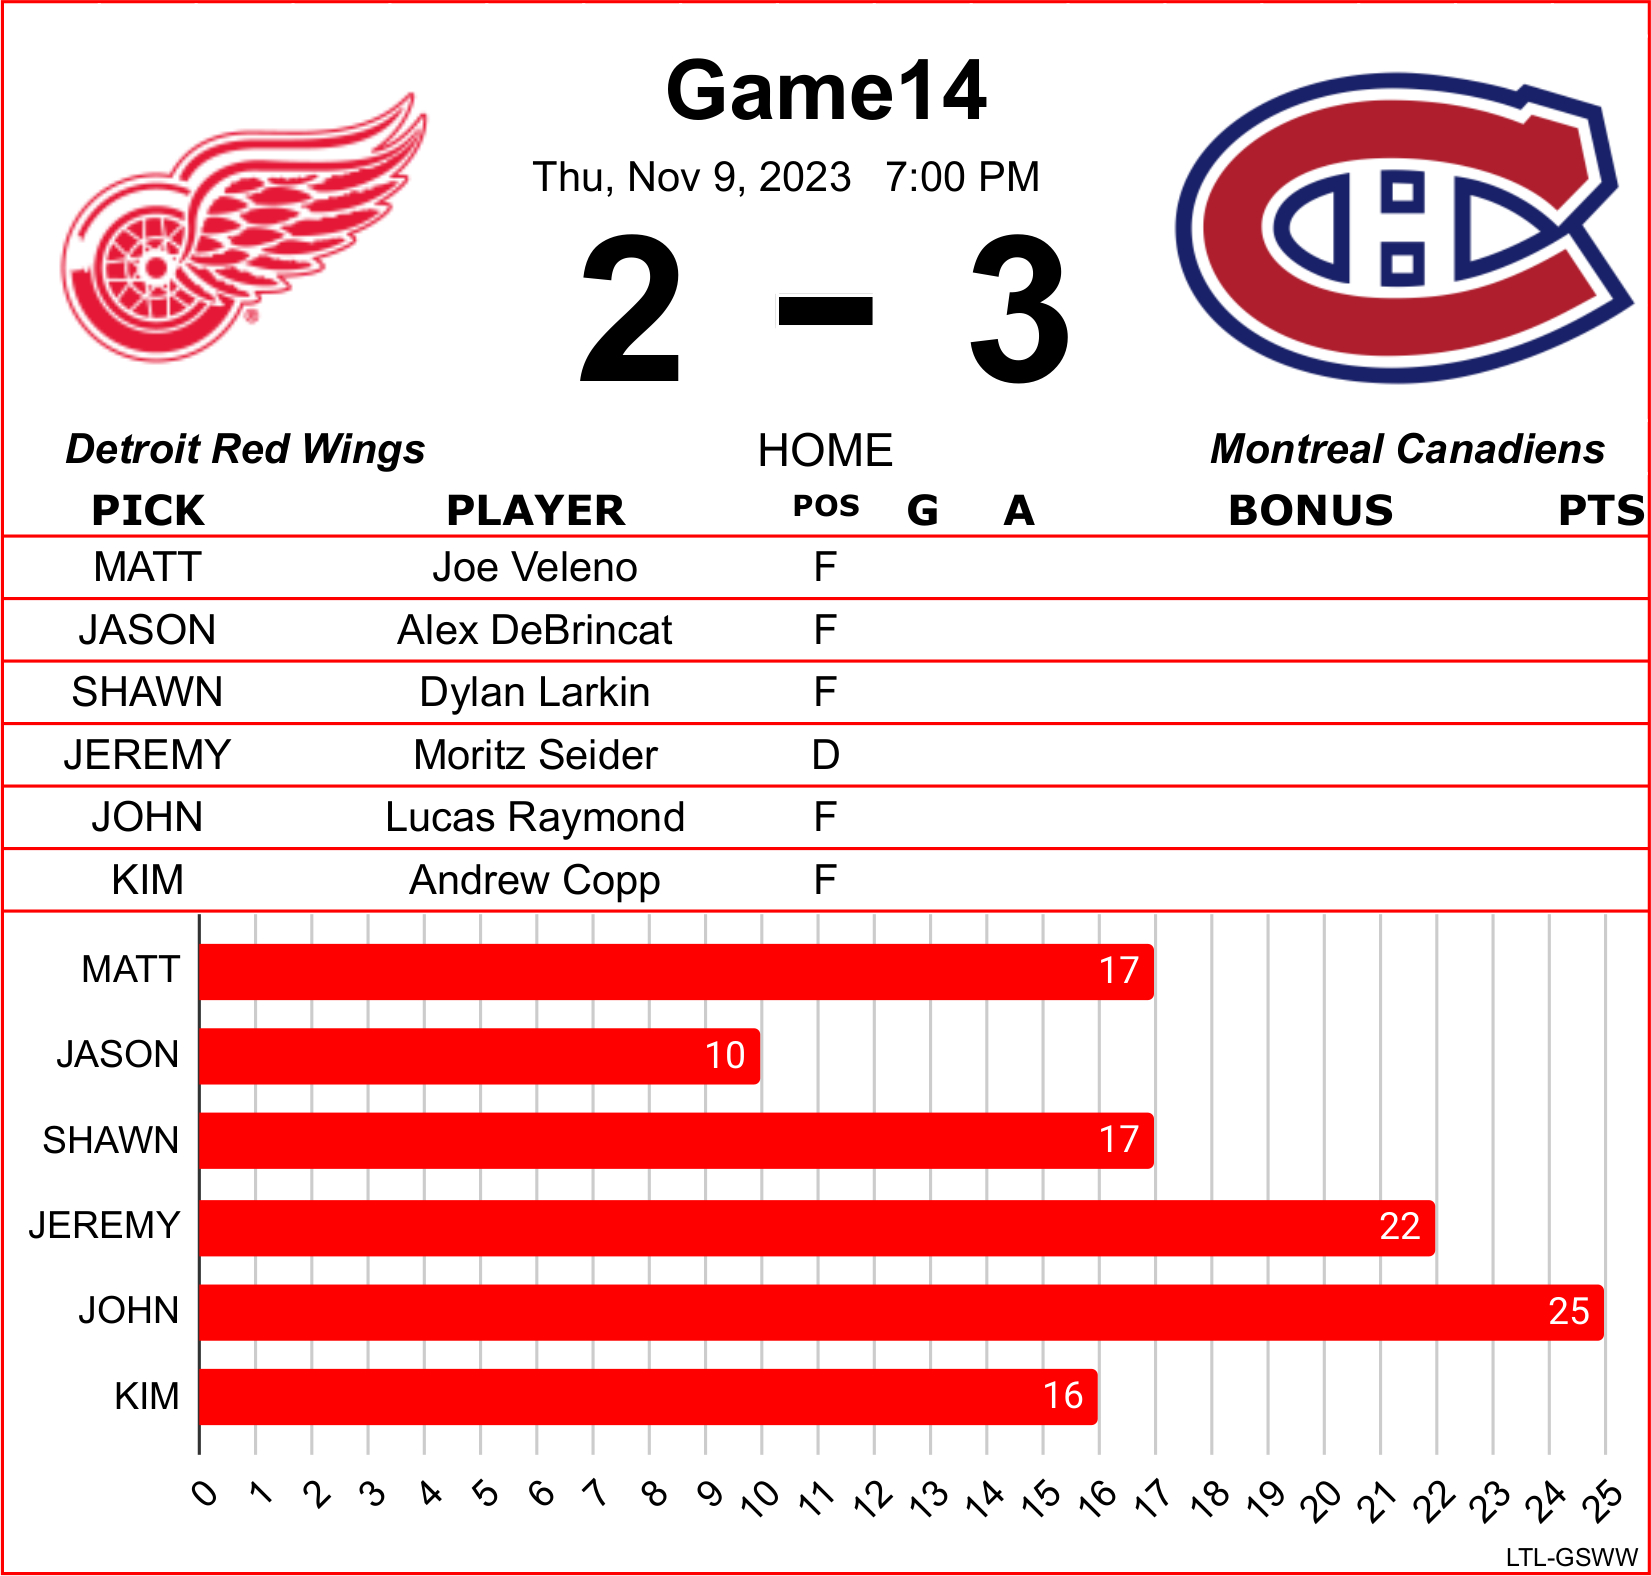 Game14
Thu, Nov 9, 2023 7:00 PM
2 - 3
Detroit Red Wings HOME Montreal Canadiens
PICK PLAYER POS G A BONUS PTS
MATT Joe Veleno F
JASON Alex DeBrincat F
SHAWN Dylan Larkin F
JEREMY Moritz Seider D
JOHN Lucas Raymond F
KIM Andrew Copp F
MATT 17
JASON 10
SHAWN 17
JEREMY 22
JOHN 25
KIM 16
0 1 2 3 4 5 6 7 8 9 10 11 12 13 14 15 16 17 18 19 20 21 22 23 24 25
LTL-GSWW